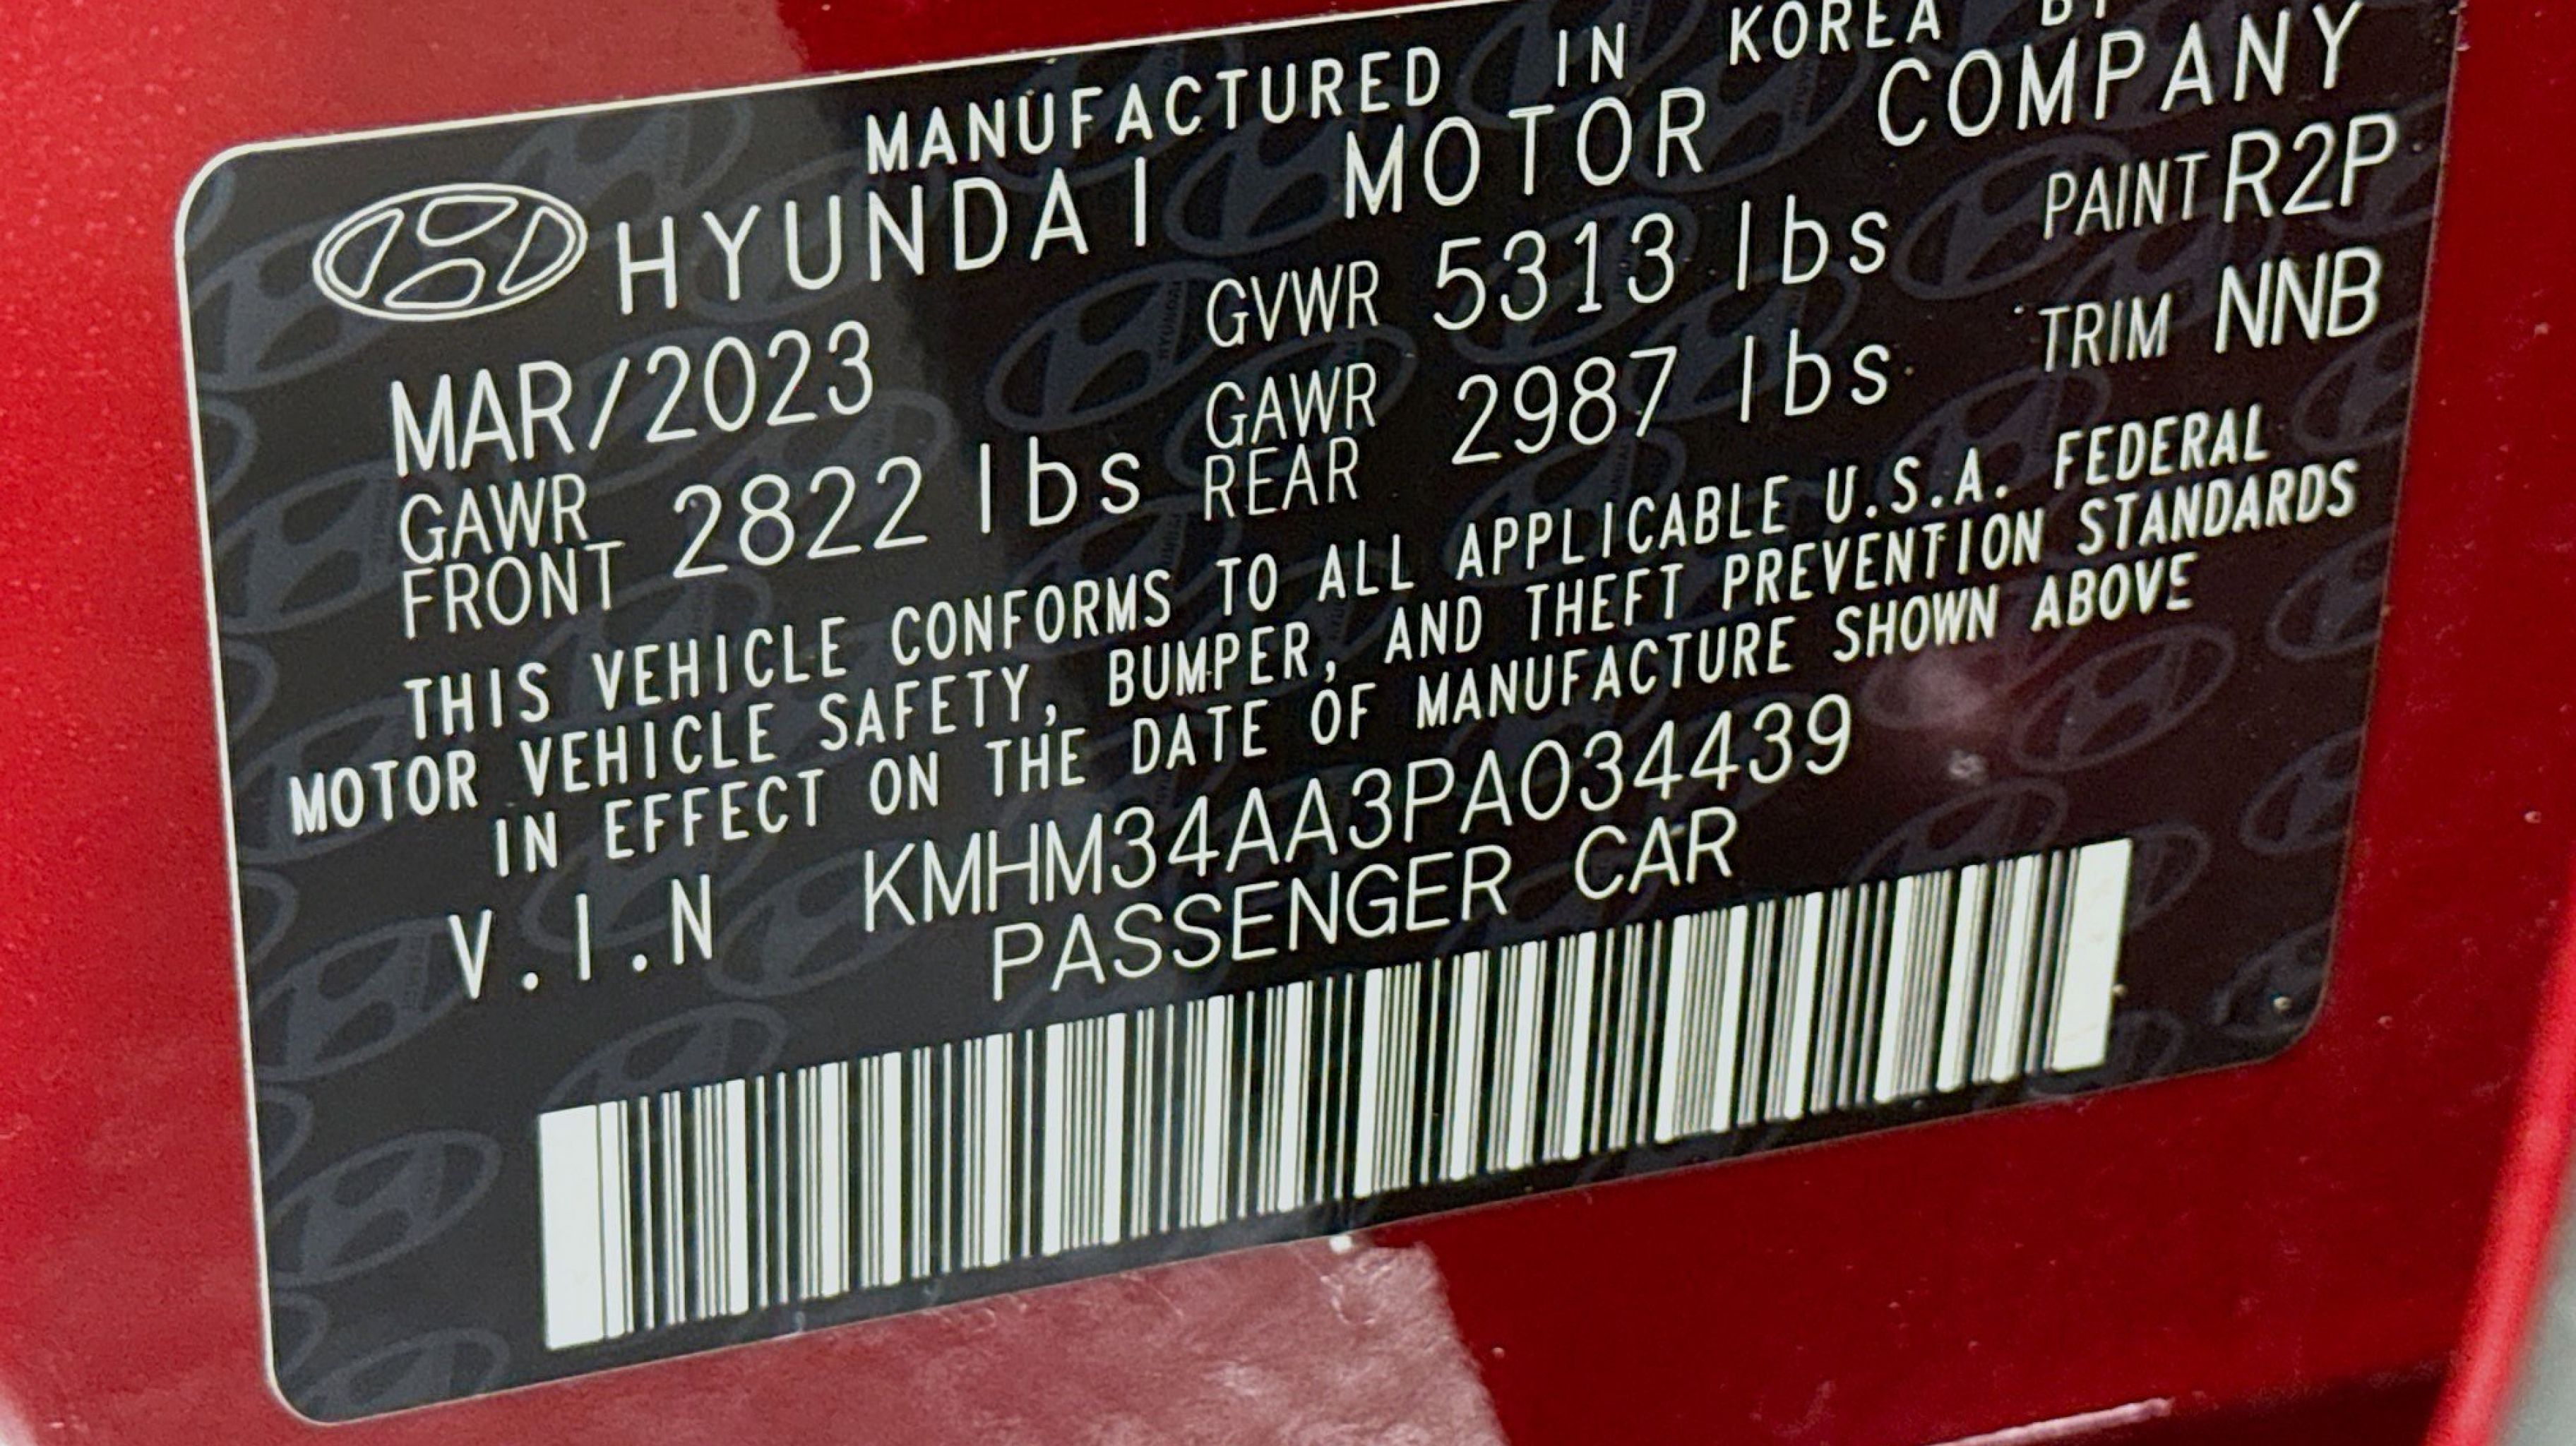 MANUFACTURED IN KOREA BY
HYUNDAI MOTOR COMPANY
MAR/2023 GVWR 5313 lbs PAINT R2P
GAWR FRONT 2822 lbs GAWR REAR 2987 lbs TRIM NNB
THIS VEHICLE CONFORMS TO ALL APPLICABLE U.S.A. FEDERAL
MOTOR VEHICLE SAFETY, BUMPER, AND THEFT PREVENTION STANDARDS
IN EFFECT ON THE DATE OF MANUFACTURE SHOWN ABOVE
V.I.N KMHM34AA3PA034439
PASSENGER CAR